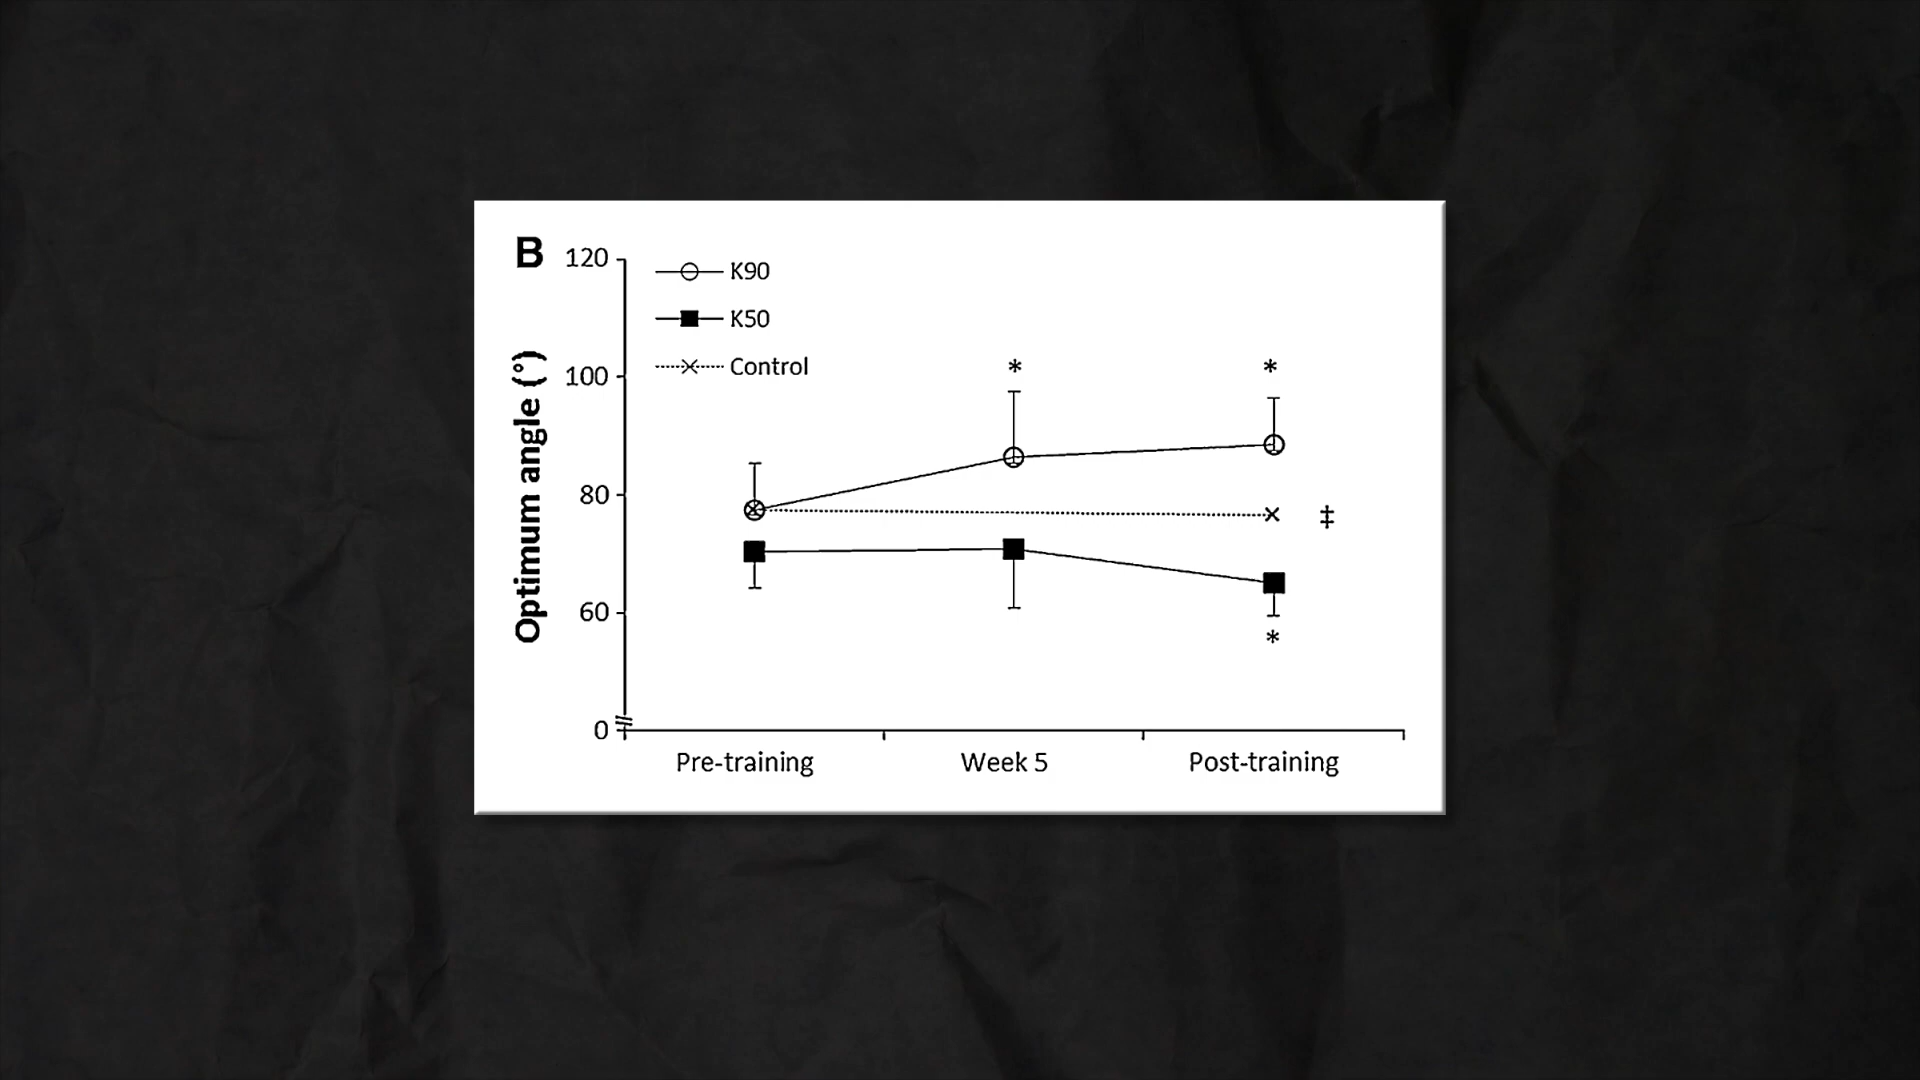 B
120
K90
K50
Control
100
80
60
0
Optimum angle (°)
*
*
‡
*
Pre-training
Week 5
Post-training